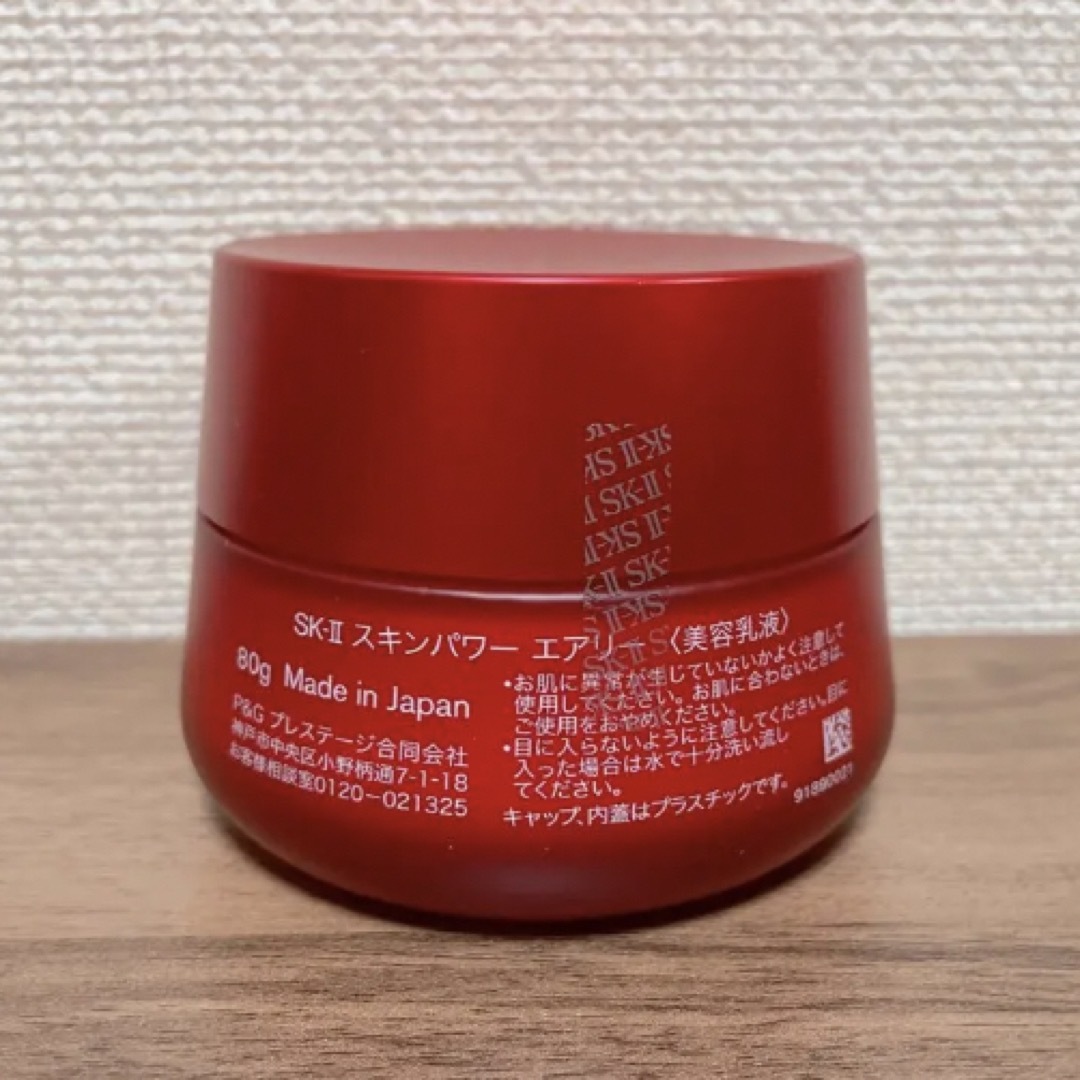 SK-II スキンパワー エアリー 〈美容乳液〉
80g Made in Japan
P&G プレステージ合同会社
神戸市中央区小野柄通7-1-18
お客様相談室0120-021325
•お肌に異常が生じていないかよく注意して
使用してください。お肌に合わないときは、
ご使用をおやめください。
•目に入らないように注意してください。目に
入った場合は水で十分洗い流し
てください。
キャップ、内蓋はプラスチックです。
SK-II
SK-II
SK-II